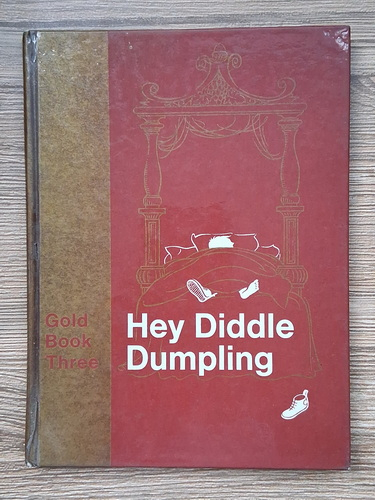 Gold
Book
Three
Hey Diddle
Dumpling